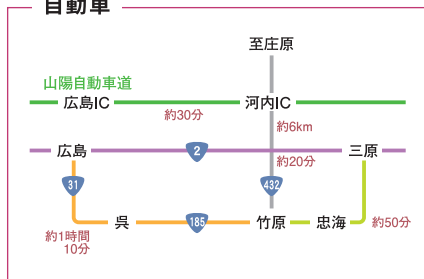 自動車
至庄原
山陽自動車道
広島IC
河内IC
約30分
約6km
広島
2
三原
約20分
31
432
呉
185
竹原
忠海
約50分
約1時間
10分